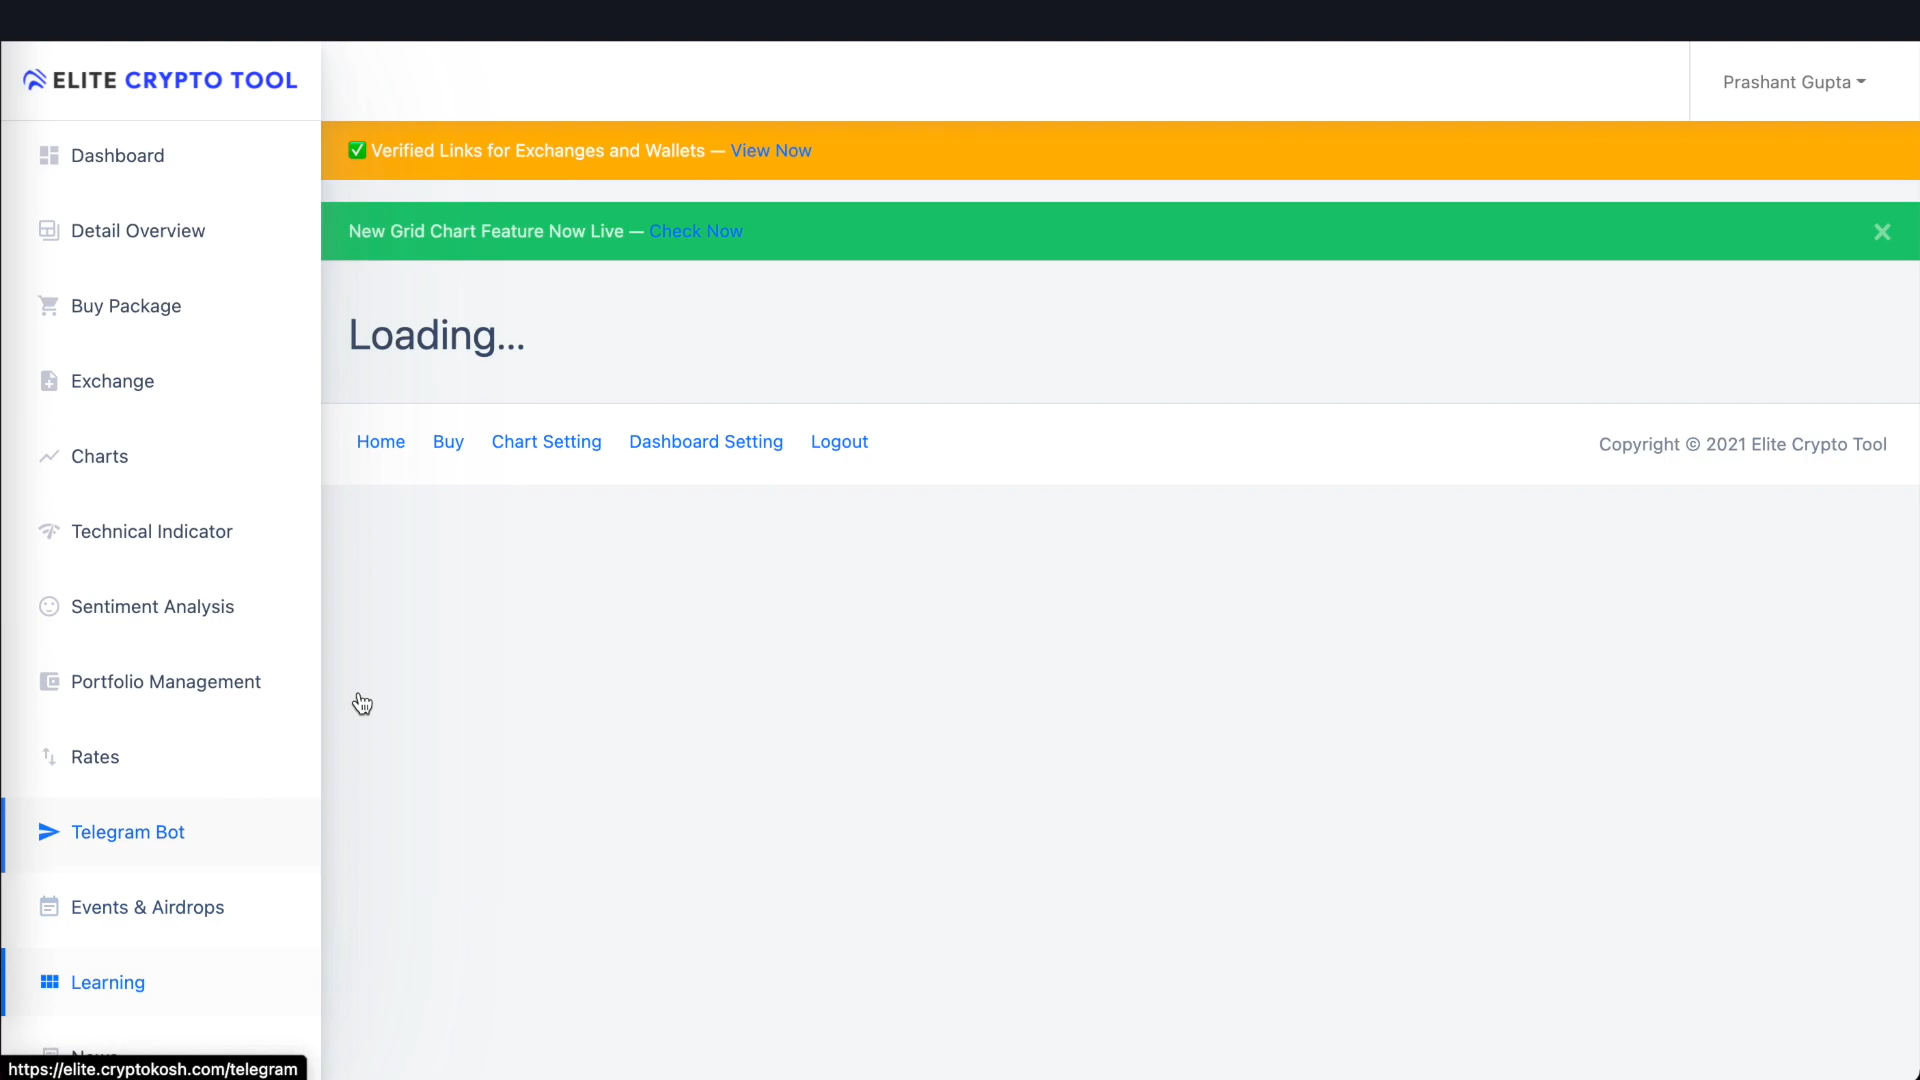 ELITE CRYPTO TOOL
Prashant Gupta
✅ Verified Links for Exchanges and Wallets — View Now
New Grid Chart Feature Now Live — Check Now
Loading...
Home Buy Chart Setting Dashboard Setting Logout
Copyright © 2021 Elite Crypto Tool
Dashboard
Detail Overview
Buy Package
Exchange
Charts
Technical Indicator
Sentiment Analysis
Portfolio Management
Rates
Telegram Bot
Events & Airdrops
Learning
https://elite.cryptokosh.com/telegram